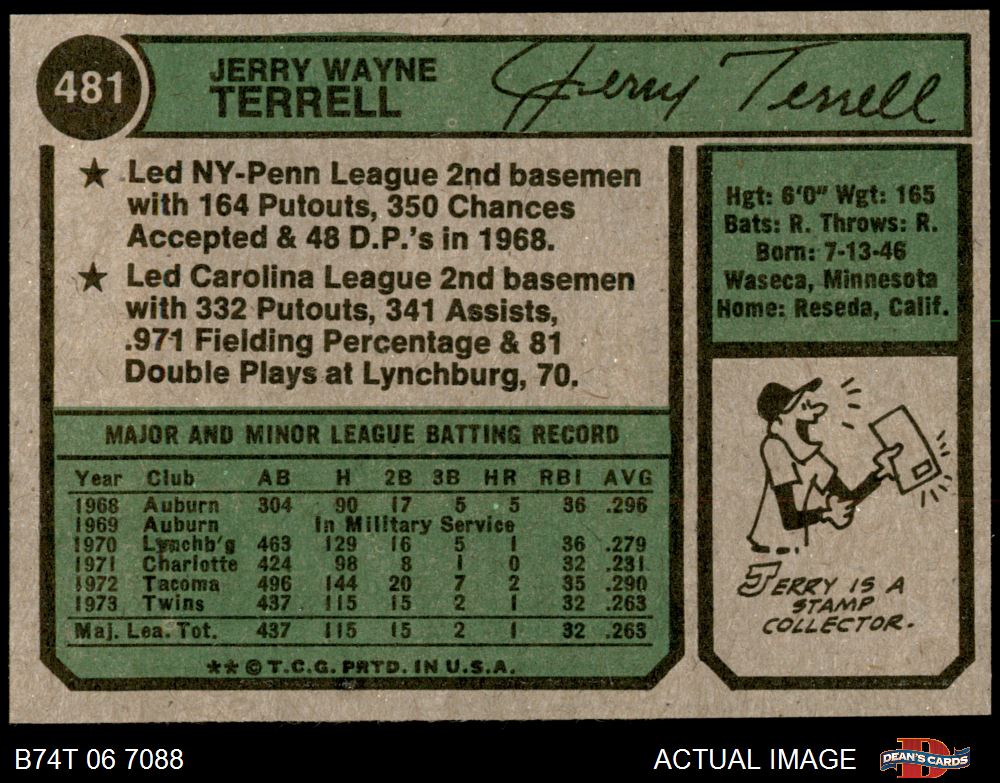 481
JERRY WAYNE
TERRELL
Jerry Terrell
★ Led NY-Penn League 2nd basemen
with 164 Putouts, 350 Chances
Accepted & 48 D.P.'s in 1968.
★ Led Carolina League 2nd basemen
with 332 Putouts, 341 Assists,
.971 Fielding Percentage & 81
Double Plays at Lynchburg, 70.
Hgt: 6'0" Wgt: 165
Bats: R. Throws: R.
Born: 7-13-46
Waseca, Minnesota
Home: Reseda, Calif.
MAJOR AND MINOR LEAGUE BATTING RECORD
Year Club AB H 2B 3B HR RBI AVG
1968 Auburn 304 90 17 5 5 36 .296
1969 Auburn In Military Service
1970 Lynchb'g 463 129 16 5 1 36 .279
1971 Charlotte 424 98 8 1 0 32 .231
1972 Tacoma 496 144 20 7 2 35 .290
1973 Twins 437 115 15 2 1 32 .263
Maj. Lea. Tot. 437 115 15 2 1 32 .263
** © T.C.G. PRTD. IN U.S.A.
JERRY IS A
STAMP
COLLECTOR.
B74T 06 7088
ACTUAL IMAGE
D
DEAN'S CARDS